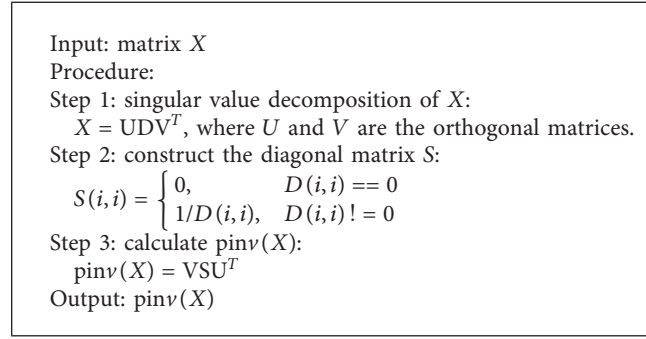 Input: matrix X
Procedure:
Step 1: singular value decomposition of X:
X = UDV^T, where U and V are the orthogonal matrices.
Step 2: construct the diagonal matrix S:
S(i,i) = { 0, D(i,i) == 0
1/D(i,i), D(i,i)! = 0
Step 3: calculate pinv(X):
pinv(X) = VSU^T
Output: pinv(X)